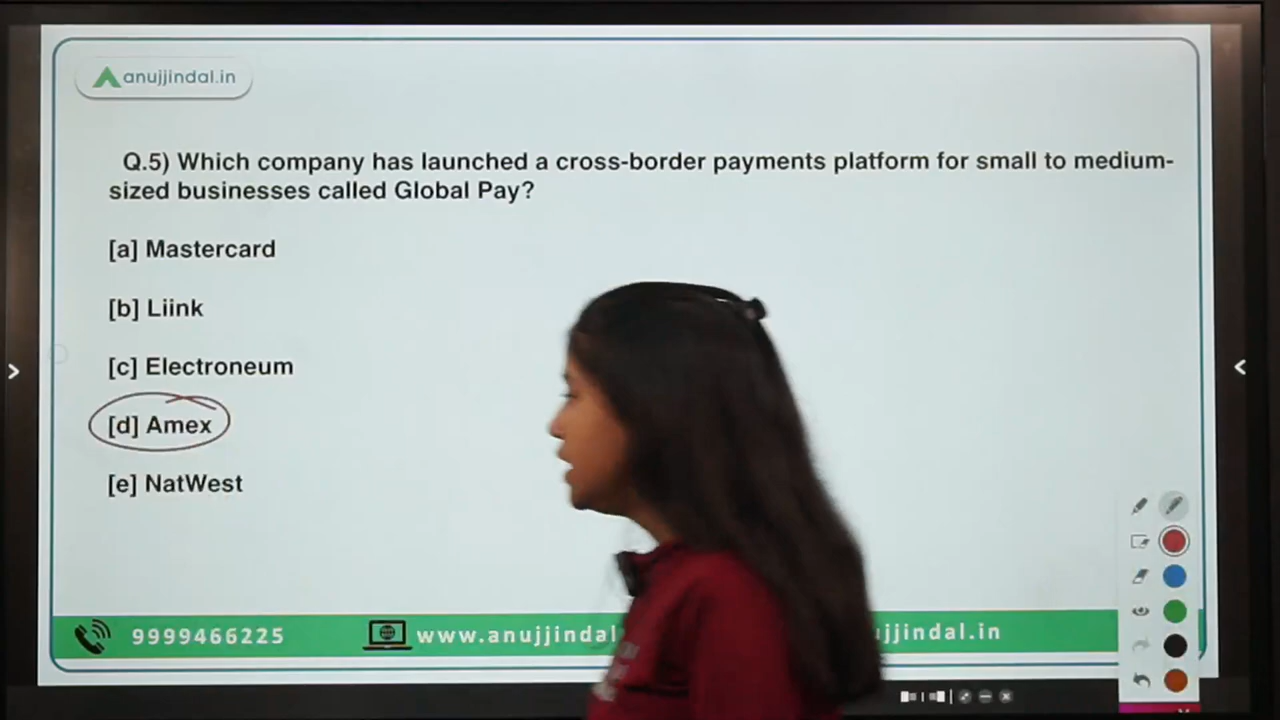 anujjindal.in
Q.5) Which company has launched a cross-border payments platform for small to medium-
sized businesses called Global Pay?
[a] Mastercard
[b] Liink
[c] Electroneum
[d] Amex
[e] NatWest
9999466225 www.anujjindal jjindal.in